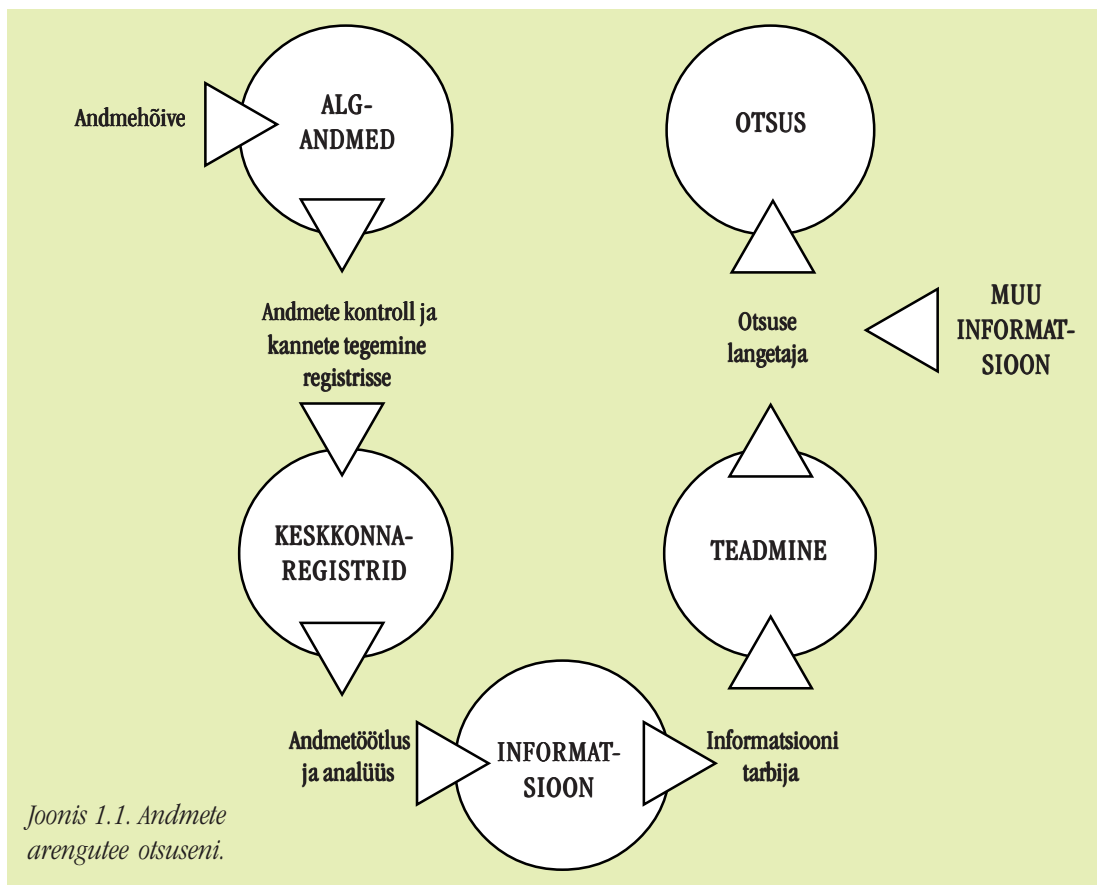 Andmehõive
ALG-
ANDMED
Andmete kontroll ja
kannete tegemine
registrisse
KESKKONNA-
REGISTRID
Andmetöötlus
ja analüüs
INFORMAT-
SIOON
Informatsiooni
tarbija
TEADMINE
Otsuse
langetaja
MUU
INFORMAT-
SIOON
OTSUS
Joonis 1.1. Andmete
arengutee otsuseni.